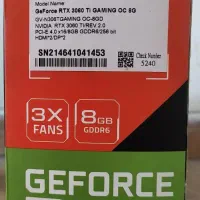 Model Name
GeForce RTX 3060 Ti GAMING OC 8G
GV-N306TGAMING OC-8GD
NVIDIA RTX 3060 TI/REV 2.0
PCI-E 4.0 x16/8GB GDDR6/256 bit
HDMI*2/DP*2
SN214641041453
Check Number
5240
3X
FANS
8GB
GDDR6
GEFORCE